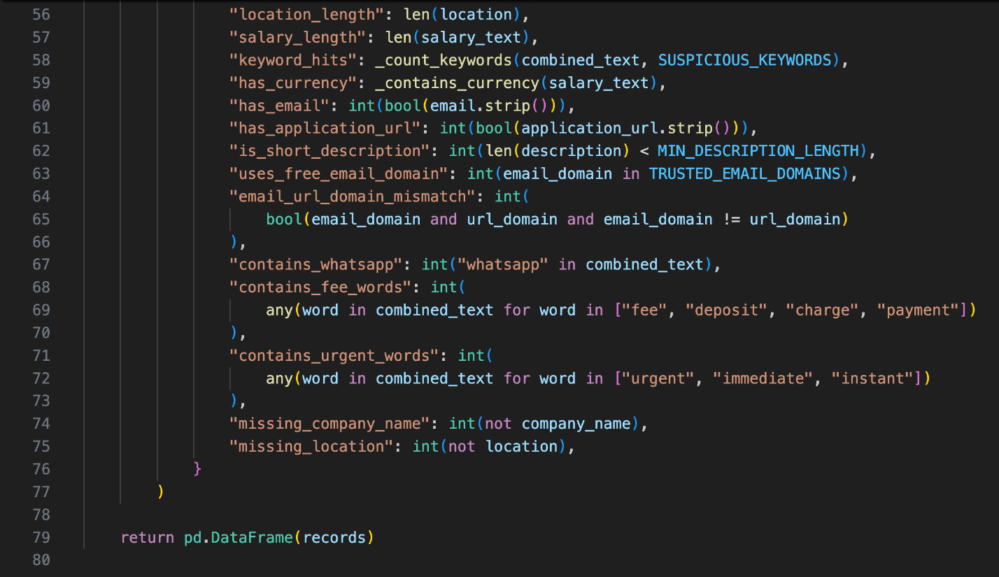 56 "location_length": len(location),
57 "salary_length": len(salary_text),
58 "keyword_hits": _count_keywords(combined_text, SUSPICIOUS_KEYWORDS),
59 "has_currency": _contains_currency(salary_text),
60 "has_email": int(bool(email.strip())),
61 "has_application_url": int(bool(application_url.strip())),
62 "is_short_description": int(len(description) < MIN_DESCRIPTION_LENGTH),
63 "uses_free_email_domain": int(email_domain in TRUSTED_EMAIL_DOMAINS),
64 "email_url_domain_mismatch": int(
65 bool(email_domain and url_domain and email_domain != url_domain)
66 ),
67 "contains_whatsapp": int("whatsapp" in combined_text),
68 "contains_fee_words": int(
69 any(word in combined_text for word in ["fee", "deposit", "charge", "payment"])
70 ),
71 "contains_urgent_words": int(
72 any(word in combined_text for word in ["urgent", "immediate", "instant"])
73 ),
74 "missing_company_name": int(not company_name),
75 "missing_location": int(not location),
76 }
77 )
78
79 return pd.DataFrame(records)
80